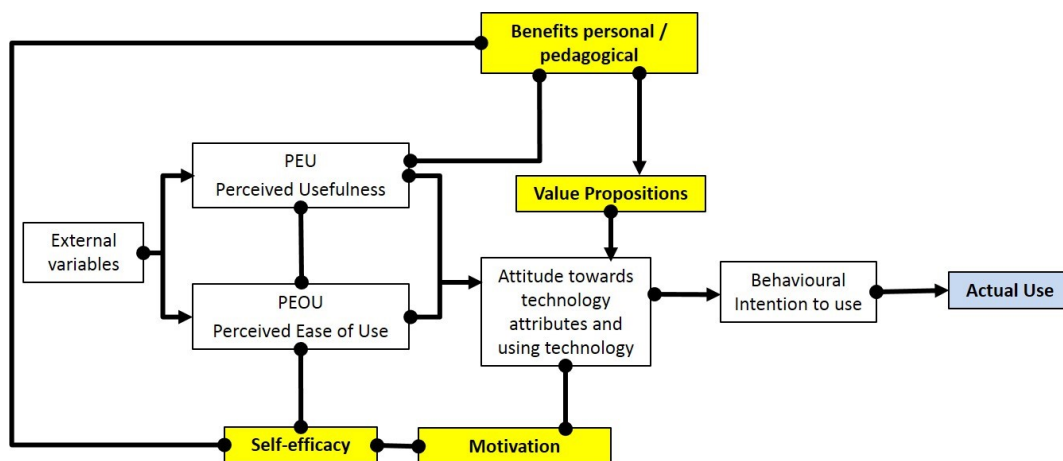 Benefits personal /
pedagogical
PEU
Perceived Usefulness
Value Propositions
External
variables
PEOU
Perceived Ease of Use
Attitude towards
technology
attributes and
using technology
Behavioural
Intention to use
Actual Use
Self-efficacy
Motivation